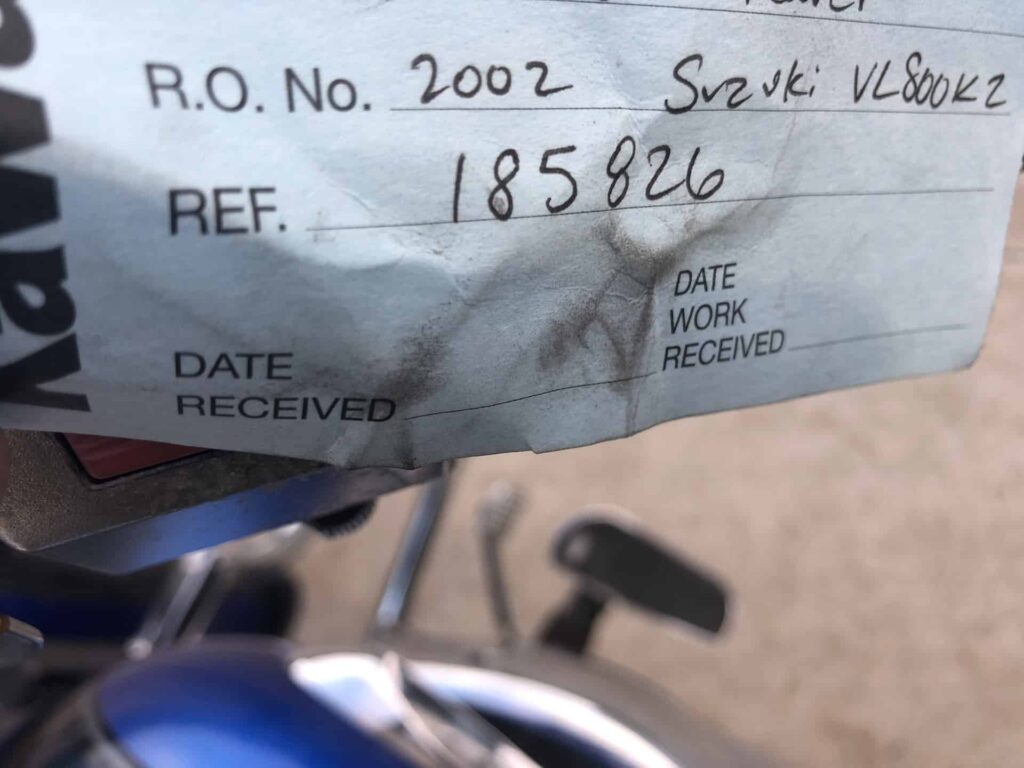 R.O. No. 2002 Suzuki VL800K2
REF. 185826
DATE
WORK
RECEIVED
DATE
RECEIVED